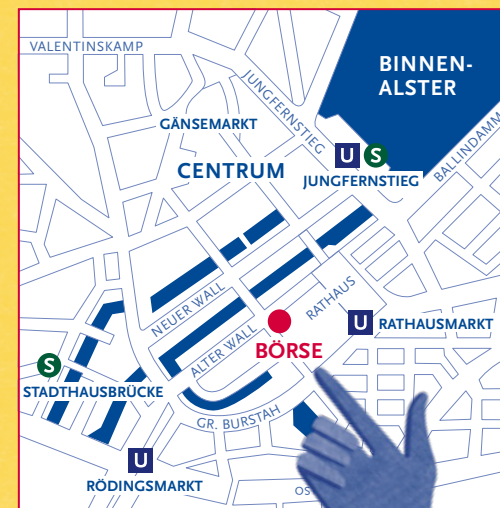 VALENTINSKAMP
JUNGFERNSTIEG
BINNEN-
ALSTER
GÄNSEMARKT
CENTRUM
U S
JUNGFERNSTIEG
BALLINDAMM
NEUER WALL
RATHAUS
ALTER WALL
BÖRSE
U RATHAUSMARKT
S
STADTHAUSBRÜCKE
GR. BURSTAH
U
RÖDINGSMARKT